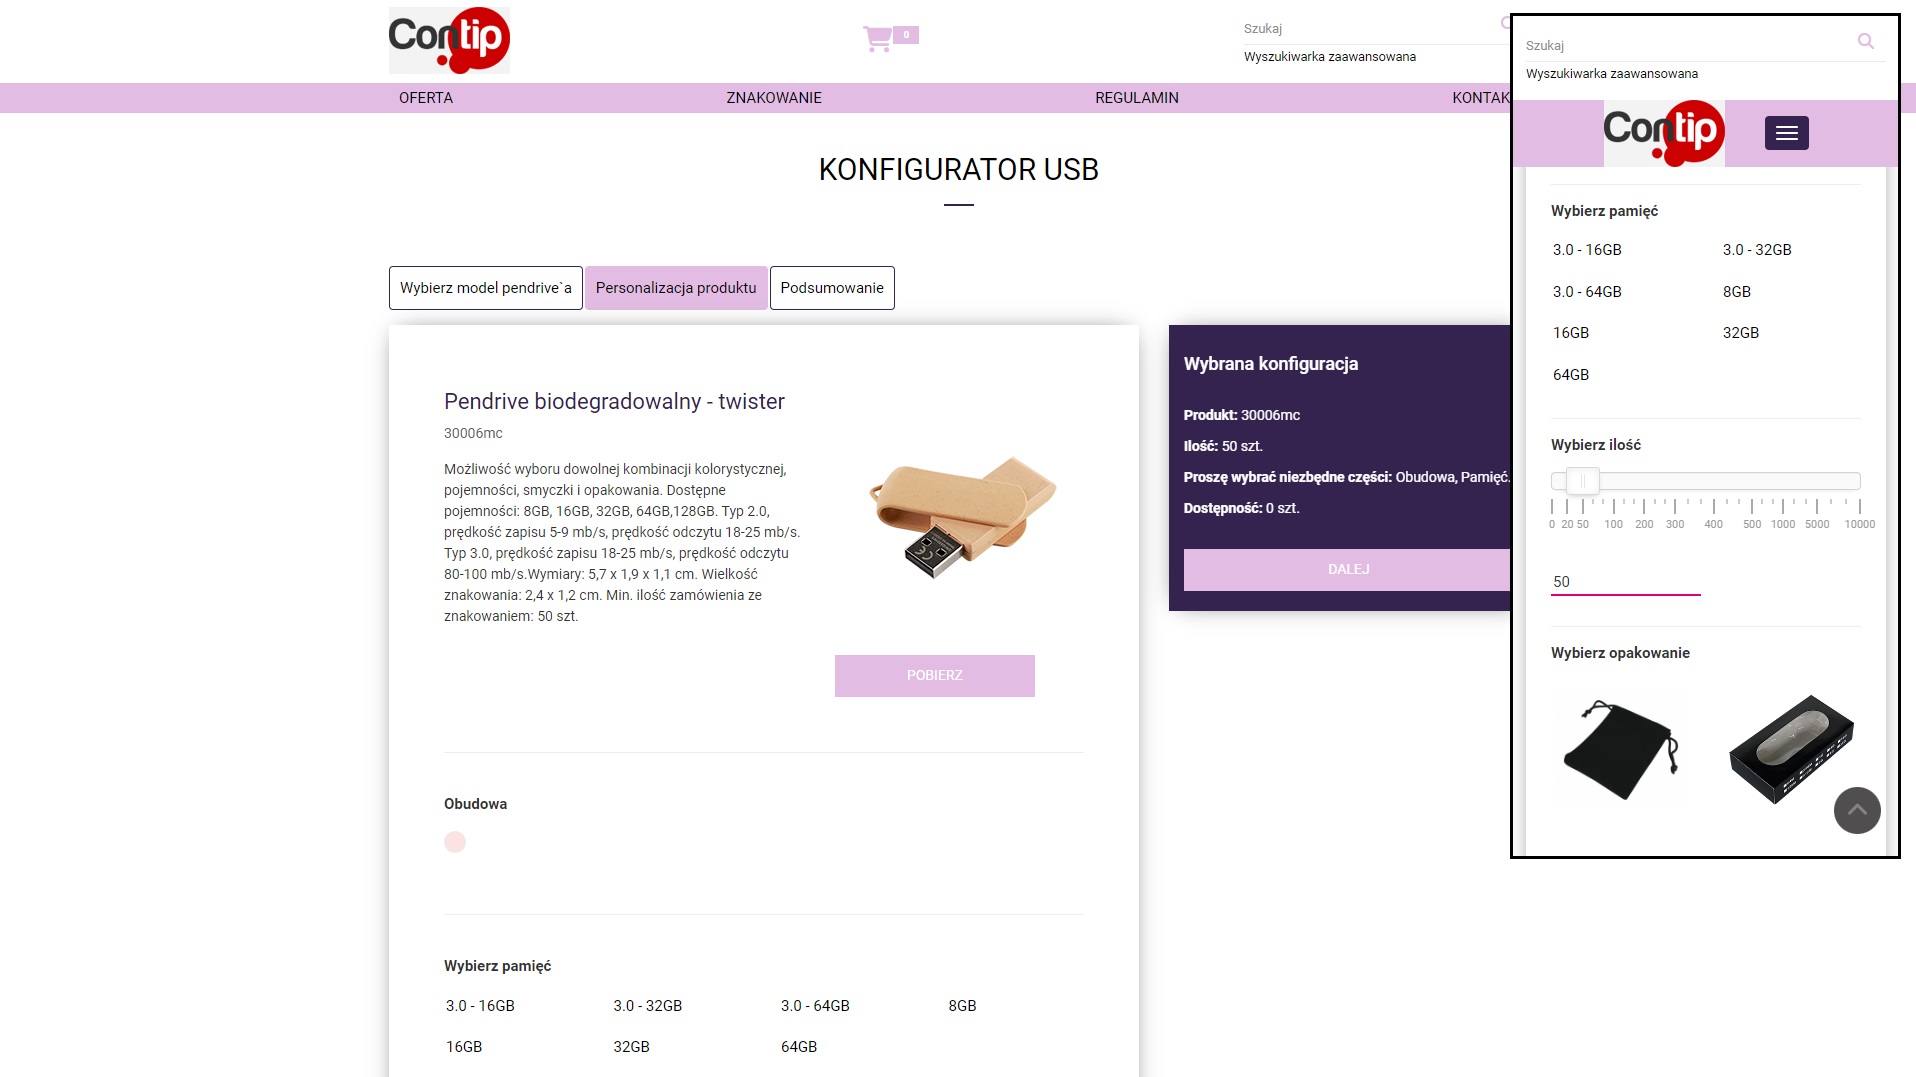 Contip
0
Szukaj
Wyszukiwarka zaawansowana
OFERTA
ZNAKOWANIE
REGULAMIN
KONTAK
KONFIGURATOR USB
Wybierz model pendrive`a
Personalizacja produktu
Podsumowanie
Pendrive biodegradowalny - twister
30006mc
Możliwość wyboru dowolnej kombinacji kolorystycznej,
pojemności, smyczki i opakowania. Dostępne
pojemności: 8GB, 16GB, 32GB, 64GB,128GB. Typ 2.0,
prędkość zapisu 5-9 mb/s, prędkość odczytu 18-25 mb/s.
Typ 3.0, prędkość zapisu 18-25 mb/s, prędkość odczytu
80-100 mb/s.Wymiary: 5,7 x 1,9 x 1,1 cm. Wielkość
znakowania: 2,4 x 1,2 cm. Min. ilość zamówienia ze
znakowaniem: 50 szt.
POBIERZ
Obudowa
Wybierz pamięć
3.0 - 16GB
3.0 - 32GB
3.0 - 64GB
8GB
16GB
32GB
64GB
Wybrana konfiguracja
Produkt: 30006mc
Ilość: 50 szt.
Proszę wybrać niezbędne części: Obudowa, Pamięć.
Dostępność: 0 szt.
DALEJ
Szukaj
Wyszukiwarka zaawansowana
Contip
Wybierz pamięć
3.0 - 16GB
3.0 - 32GB
3.0 - 64GB
8GB
16GB
32GB
64GB
Wybierz ilość
0 20 50 100 200 300 400 500 1000 5000 10000
50
Wybierz opakowanie